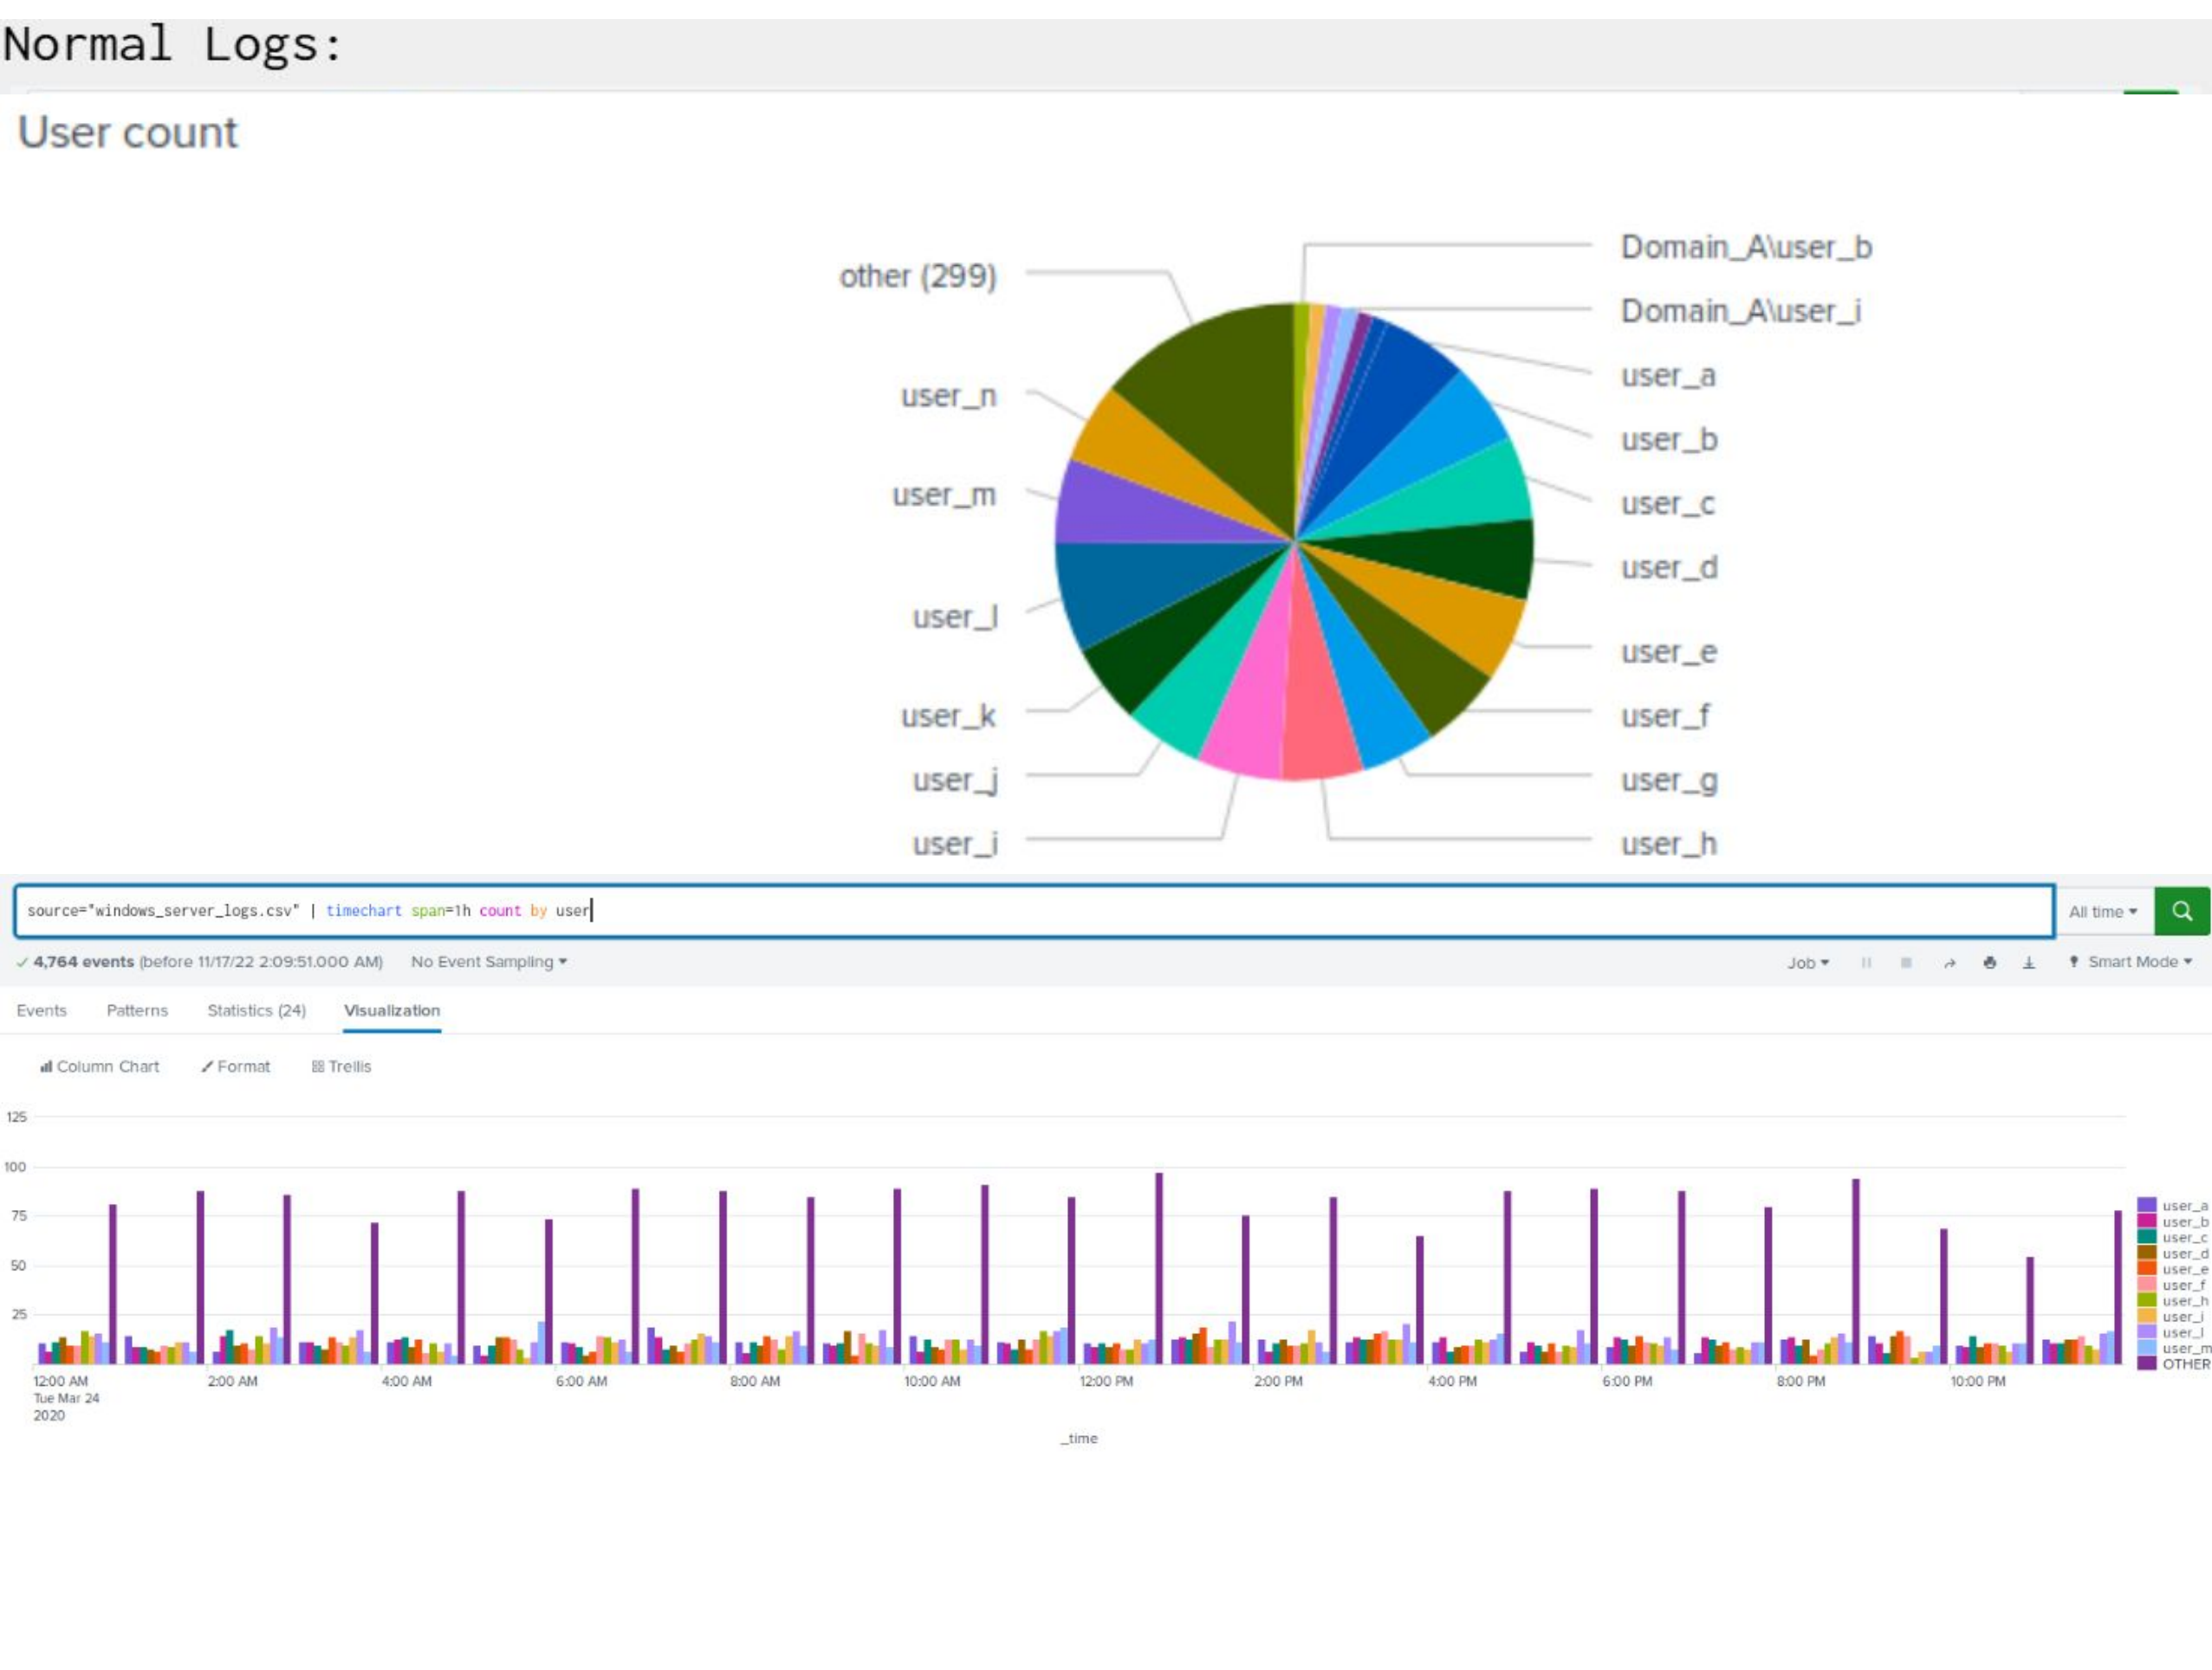 Normal Logs:
User count
other (299)
Domain_A\user_b
Domain_A\user_i
user_n
user_a
user_b
user_m
user_c
user_d
user_l
user_e
user_k
user_f
user_j
user_g
user_i
user_h
source="windows_server_logs.csv" | timechart span=1h count by user
All time
4,764 events (before 11/17/22 2:09:51.000 AM) No Event Sampling
Job Smart Mode
Events Patterns Statistics (24) Visualization
Column Chart Format Trellis
125
100
75
50
25
user_a
user_b
user_c
user_d
user_e
user_f
user_h
user_i
user_l
user_m
OTHER
12:00 AM 2:00 AM 4:00 AM 6:00 AM 8:00 AM 10:00 AM 12:00 PM 2:00 PM 4:00 PM 6:00 PM 8:00 PM 10:00 PM
Tue Mar 24
2020
_time